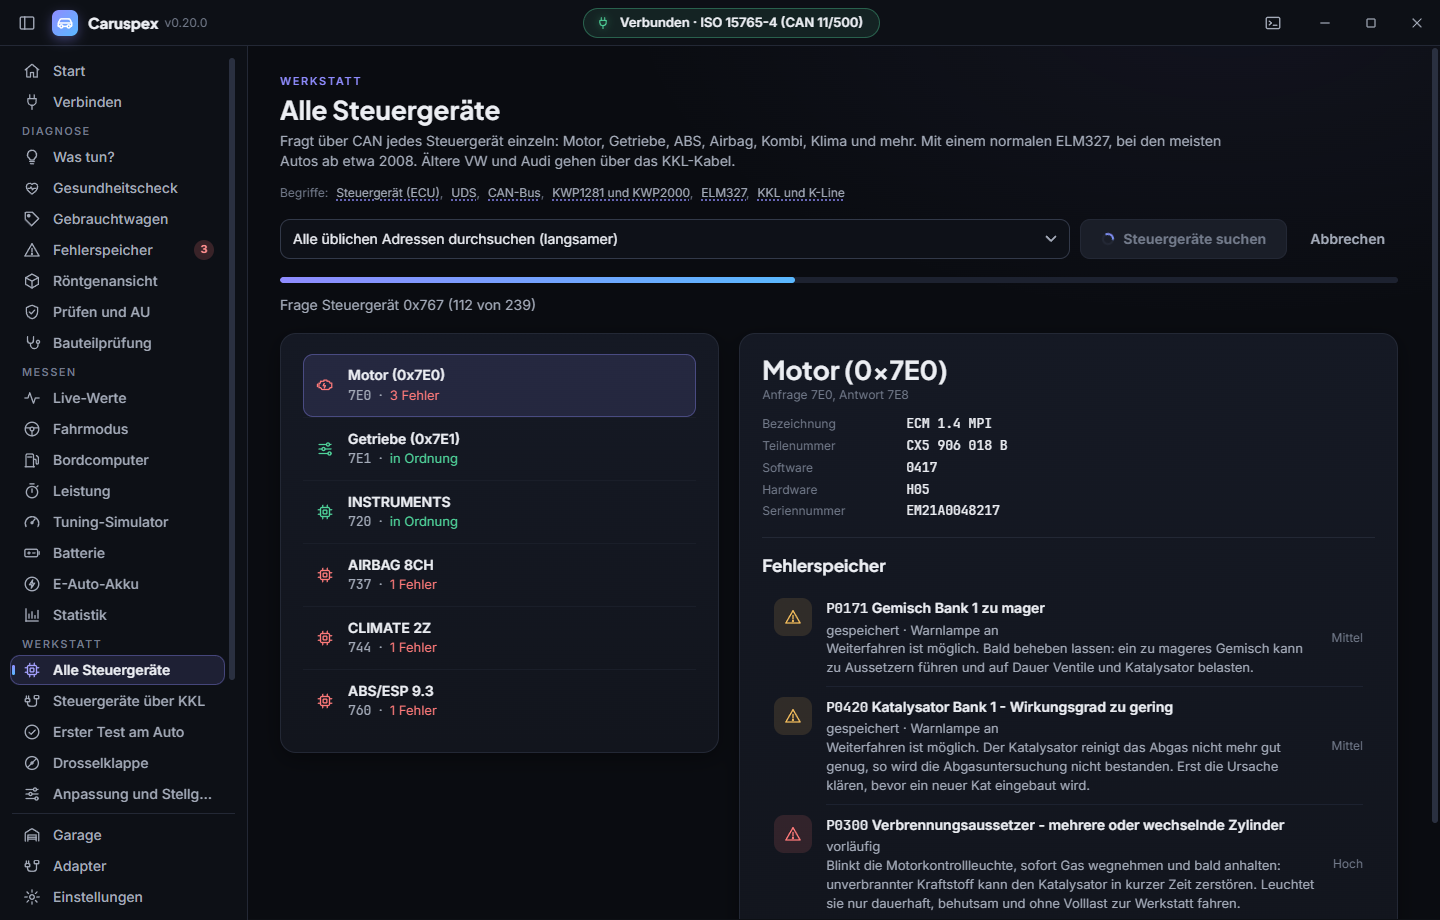 Caruspex v0.20.0
Verbunden · ISO 15765-4 (CAN 11/500)
Start
Verbinden
DIAGNOSE
Was tun?
Gesundheitscheck
Gebrauchtwagen
Fehlerspeicher 3
Röntgenansicht
Prüfen und AU
Bauteilprüfung
MESSEN
Live-Werte
Fahrmodus
Bordcomputer
Leistung
Tuning-Simulator
Batterie
E-Auto-Akku
Statistik
WERKSTATT
Alle Steuergeräte
Steuergeräte über KKL
Erster Test am Auto
Drosselklappe
Anpassung und Stellg...
Garage
Adapter
Einstellungen
WERKSTATT
Alle Steuergeräte
Fragt über CAN jedes Steuergerät einzeln: Motor, Getriebe, ABS, Airbag, Kombi, Klima und mehr. Mit einem normalen ELM327, bei den meisten
Autos ab etwa 2008. Ältere VW und Audi gehen über das KKL-Kabel.
Begriffe: Steuergerät (ECU), UDS, CAN-Bus, KWP1281 und KWP2000, ELM327, KKL und K-Line
Alle üblichen Adressen durchsuchen (langsamer)
Steuergeräte suchen
Abbrechen
Frage Steuergerät 0x767 (112 von 239)
Motor (0x7E0)
7E0 · 3 Fehler
Getriebe (0x7E1)
7E1 · in Ordnung
INSTRUMENTS
720 · in Ordnung
AIRBAG 8CH
737 · 1 Fehler
CLIMATE 2Z
744 · 1 Fehler
ABS/ESP 9.3
760 · 1 Fehler
Motor (0×7E0)
Anfrage 7E0, Antwort 7E8
Bezeichnung ECM 1.4 MPI
Teilenummer CX5 906 018 B
Software 0417
Hardware H05
Seriennummer EM21A0048217
Fehlerspeicher
P0171 Gemisch Bank 1 zu mager
gespeichert · Warnlampe an
Weiterfahren ist möglich. Bald beheben lassen: ein zu mageres Gemisch kann
zu Aussetzern führen und auf Dauer Ventile und Katalysator belasten.
Mittel
P0420 Katalysator Bank 1 - Wirkungsgrad zu gering
gespeichert · Warnlampe an
Weiterfahren ist möglich. Der Katalysator reinigt das Abgas nicht mehr gut
genug, so wird die Abgasuntersuchung nicht bestanden. Erst die Ursache
klären, bevor ein neuer Kat eingebaut wird.
Mittel
P0300 Verbrennungsaussetzer - mehrere oder wechselnde Zylinder
vorläufig
Blinkt die Motorkontrollleuchte, sofort Gas wegnehmen und bald anhalten:
unverbrannter Kraftstoff kann den Katalysator in kurzer Zeit zerstören. Leuchtet
sie nur dauerhaft, behutsam und ohne Volllast zur Werkstatt fahren.
Hoch